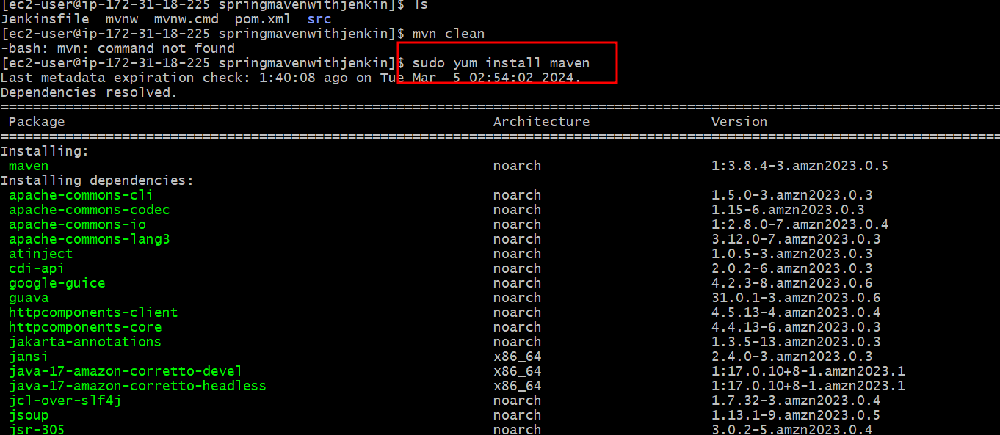 [ec2-user@ip-172-31-18-225 springmavenwithjenkin]$ ls
Jenkinsfile  mvnw  mvnw.cmd  pom.xml  src
[ec2-user@ip-172-31-18-225 springmavenwithjenkin]$ mvn clean
-bash: mvn: command not found
[ec2-user@ip-172-31-18-225 springmavenwithjenkin]$ sudo yum install maven
Last metadata expiration check: 1:40:08 ago on Tue Mar  5 02:54:02 2024.
Dependencies resolved.
Package Architecture Version
Installing:
maven noarch 1:3.8.4-3.amzn2023.0.5
Installing dependencies:
apache-commons-cli noarch 1.5.0-3.amzn2023.0.3
apache-commons-codec noarch 1.15-6.amzn2023.0.3
apache-commons-io noarch 1:2.8.0-7.amzn2023.0.4
apache-commons-lang3 noarch 3.12.0-7.amzn2023.0.3
atinject noarch 1.0.5-3.amzn2023.0.3
cdi-api noarch 2.0.2-6.amzn2023.0.3
google-guice noarch 4.2.3-8.amzn2023.0.6
guava noarch 31.0.1-3.amzn2023.0.6
httpcomponents-client noarch 4.5.13-4.amzn2023.0.4
httpcomponents-core noarch 4.4.13-6.amzn2023.0.3
jakarta-annotations noarch 1.3.5-13.amzn2023.0.3
jansi x86_64 2.4.0-3.amzn2023.0.3
java-17-amazon-corretto-devel x86_64 1:17.0.10+8-1.amzn2023.1
java-17-amazon-corretto-headless x86_64 1:17.0.10+8-1.amzn2023.1
jcl-over-slf4j noarch 1.7.32-3.amzn2023.0.4
jsoup noarch 1.13.1-9.amzn2023.0.5
jsr-305 noarch 3.0.2-5.amzn2023.0.4